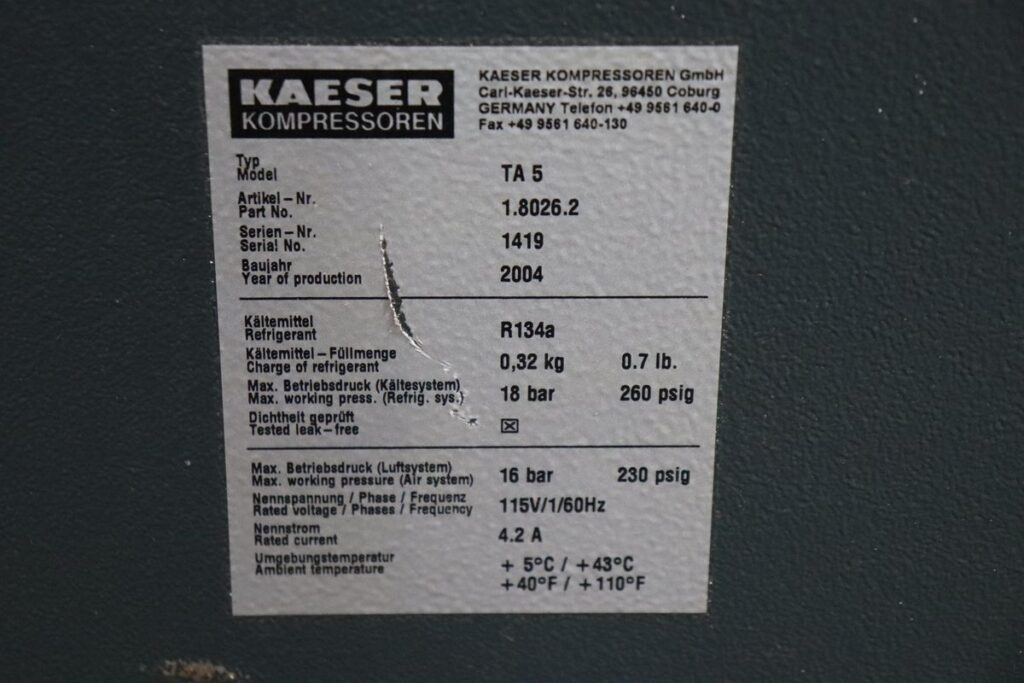 KAESER
KOMPRESSOREN
KAESER KOMPRESSOREN GmbH
Carl-Kaeser-Str. 26, 96450 Coburg
GERMANY Telefon +49 9561 640-0
Fax +49 9561 640-130
Typ
Model TA 5
Artikel-Nr.
Part No. 1.8026.2
Serien-Nr.
Serial No. 1419
Baujahr
Year of production 2004
Kältemittel
Refrigerant R134a
Kältemittel-Füllmenge
Charge of refrigerant 0,32 kg 0.7 lb.
Max. Betriebsdruck (Kältesystem)
Max. working press. (Refrig. sys.) 18 bar 260 psig
Dichtheit geprüft
Tested leak-free ☒
Max. Betriebsdruck (Luftsystem)
Max. working pressure (Air system) 16 bar 230 psig
Nennspannung / Phase / Frequenz
Rated voltage / Phases / Frequency 115V/1/60Hz
Nennstrom
Rated current 4.2 A
Umgebungstemperatur
Ambient temperature
+ 5°C / +43°C
+40°F / +110°F